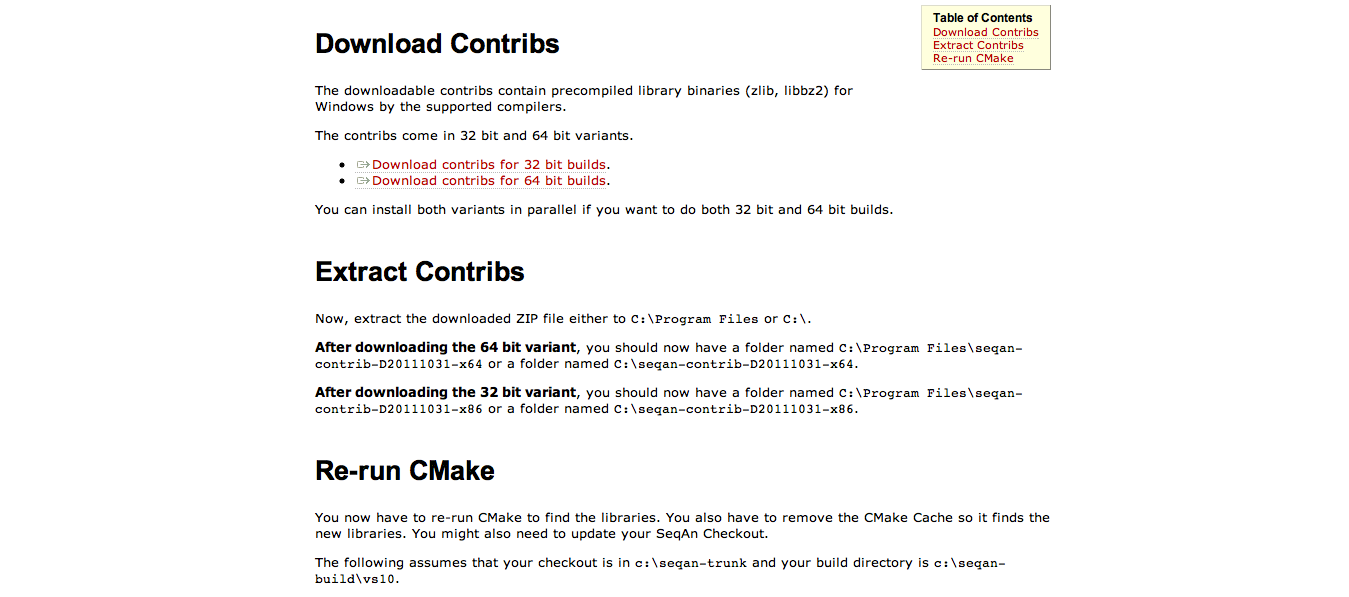 Table of Contents
Download Contribs
Extract Contribs
Re-run CMake
Download Contribs
The downloadable contribs contain precompiled library binaries (zlib, libbz2) for
Windows by the supported compilers.
The contribs come in 32 bit and 64 bit variants.
• Download contribs for 32 bit builds.
• Download contribs for 64 bit builds.
You can install both variants in parallel if you want to do both 32 bit and 64 bit builds.
Extract Contribs
Now, extract the downloaded ZIP file either to C:\Program Files or C:\.
After downloading the 64 bit variant, you should now have a folder named C:\Program Files\seqan-
contrib-D20111031-x64 or a folder named C:\seqan-contrib-D20111031-x64.
After downloading the 32 bit variant, you should now have a folder named C:\Program Files\seqan-
contrib-D20111031-x86 or a folder named C:\seqan-contrib-D20111031-x86.
Re-run CMake
You now have to re-run CMake to find the libraries. You also have to remove the CMake Cache so it finds the
new libraries. You might also need to update your SeqAn Checkout.
The following assumes that your checkout is in c:\seqan-trunk and your build directory is c:\seqan-
build\vs10.